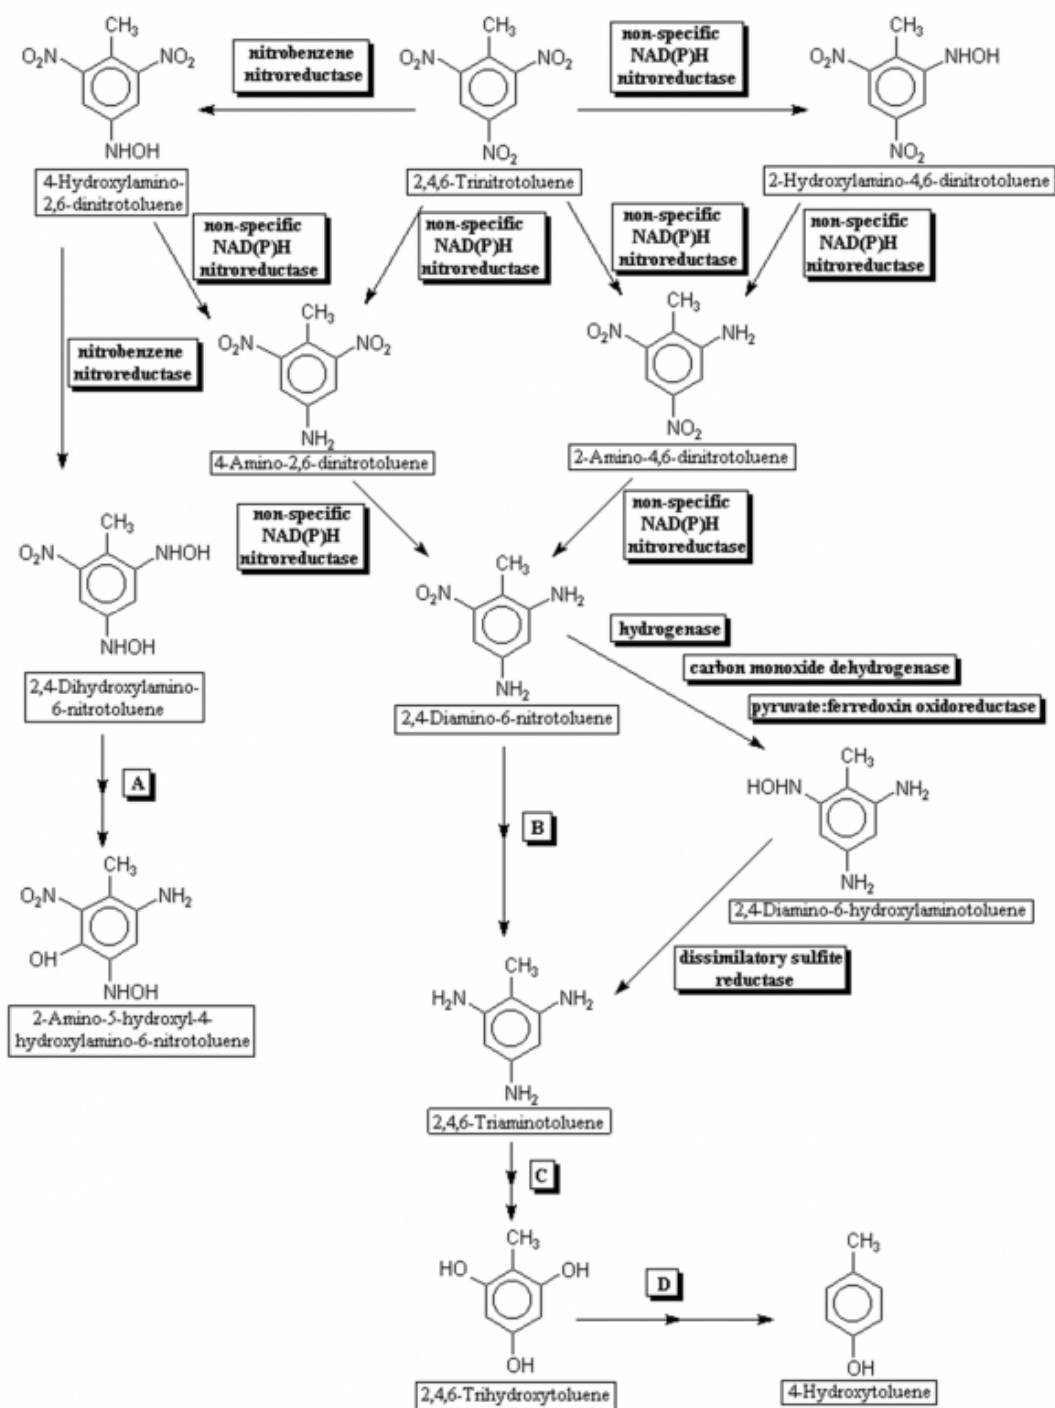 CH₃
O₂N
NO₂
NHOH
4-Hydroxylamino-
2,6-dinitrotoluene
nitrobenzene
nitroreductase
CH₃
O₂N
NO₂
NO₂
2,4,6-Trinitrotoluene
non-specific
NAD(P)H
nitroreductase
CH₃
O₂N
NHOH
NO₂
2-Hydroxylamino-4,6-dinitrotoluene
non-specific
NAD(P)H
nitroreductase
non-specific
NAD(P)H
nitroreductase
non-specific
NAD(P)H
nitroreductase
non-specific
NAD(P)H
nitroreductase
nitrobenzene
nitroreductase
CH₃
O₂N
NO₂
NH₂
4-Amino-2,6-dinitrotoluene
CH₃
O₂N
NH₂
NO₂
2-Amino-4,6-dinitrotoluene
non-specific
NAD(P)H
nitroreductase
non-specific
NAD(P)H
nitroreductase
CH₃
O₂N
NHOH
NHOH
2,4-Dihydroxylamino-
6-nitrotoluene
CH₃
O₂N
NH₂
NH₂
2,4-Diamino-6-nitrotoluene
hydrogenase
carbon monoxide dehydrogenase
pyruvate:ferredoxin oxidoreductase
A
B
CH₃
HOHN
NH₂
NH₂
2,4-Diamino-6-hydroxylaminotoluene
CH₃
O₂N
NH₂
OH
NHOH
2-Amino-5-hydroxyl-4-
hydroxylamino-6-nitrotoluene
dissimilatory sulfite
reductase
CH₃
H₂N
NH₂
NH₂
2,4,6-Triaminotoluene
C
CH₃
HO
OH
OH
2,4,6-Trihydroxytoluene
D
CH₃
OH
4-Hydroxytoluene